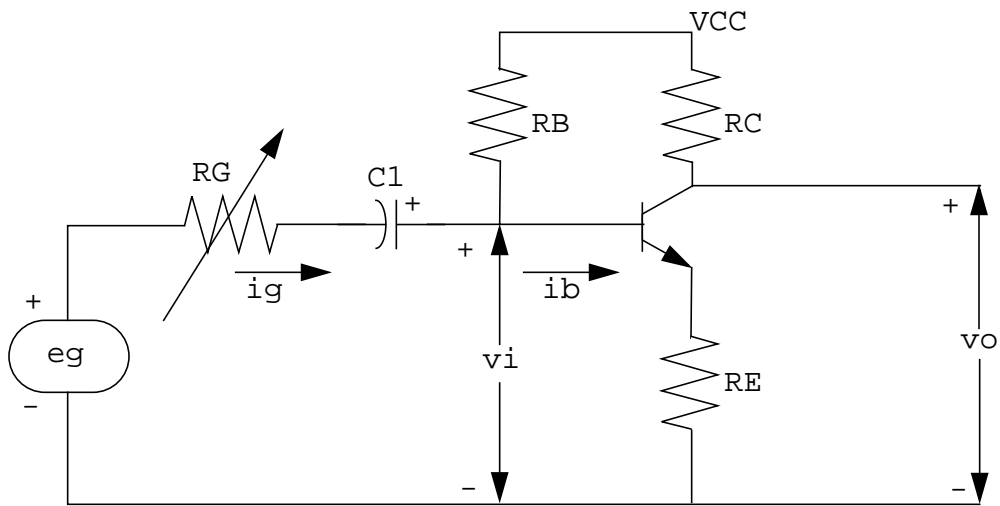 VCC
RB
RC
RG
C1
+
+
+
ig
ib
+
eg
vi
vo
RE
-
-
-